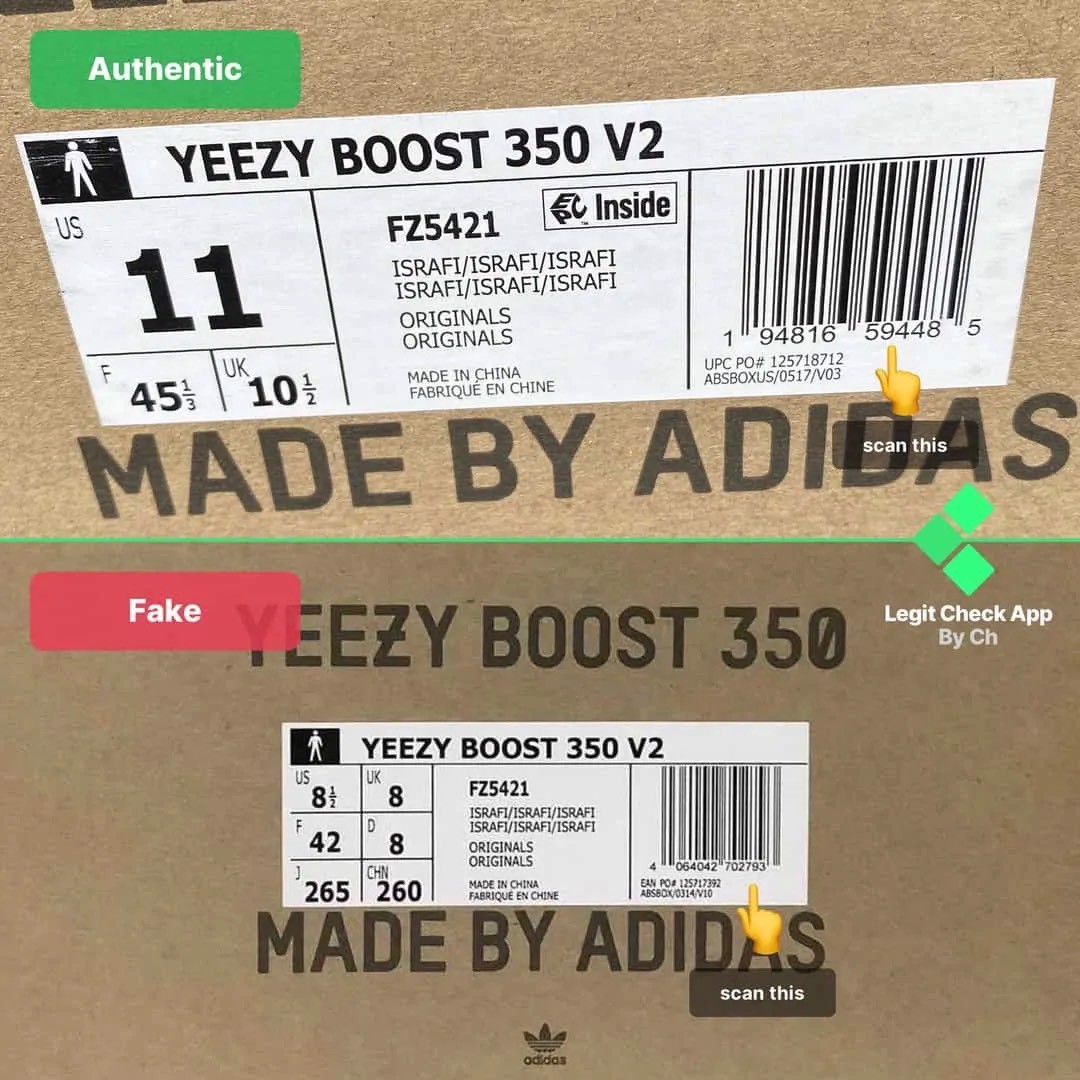 Authentic
YEEZY BOOST 350 V2
US
11
F
45⅓
UK
10½
FZ5421
Inside
ISRAFI/ISRAFI/ISRAFI
ISRAFI/ISRAFI/ISRAFI
ORIGINALS
ORIGINALS
MADE IN CHINA
FABRIQUÉ EN CHINE
1 94816 59448 5
UPC PO# 125718712
ABSBOXUS/0517/V03
scan this
MADE BY ADIDAS
Legit Check App
By Ch
Fake
YEEZY BOOST 350
YEEZY BOOST 350 V2
US
8½
UK
8
F
42
D
8
J
265
CHN
260
FZ5421
ISRAFI/ISRAFI/ISRAFI
ISRAFI/ISRAFI/ISRAFI
ORIGINALS
ORIGINALS
MADE IN CHINA
FABRIQUÉ EN CHINE
4 064042 702793
EAN PO# 125717392
ABSBOX/0314/V10
MADE BY ADIDAS
scan this
adidas